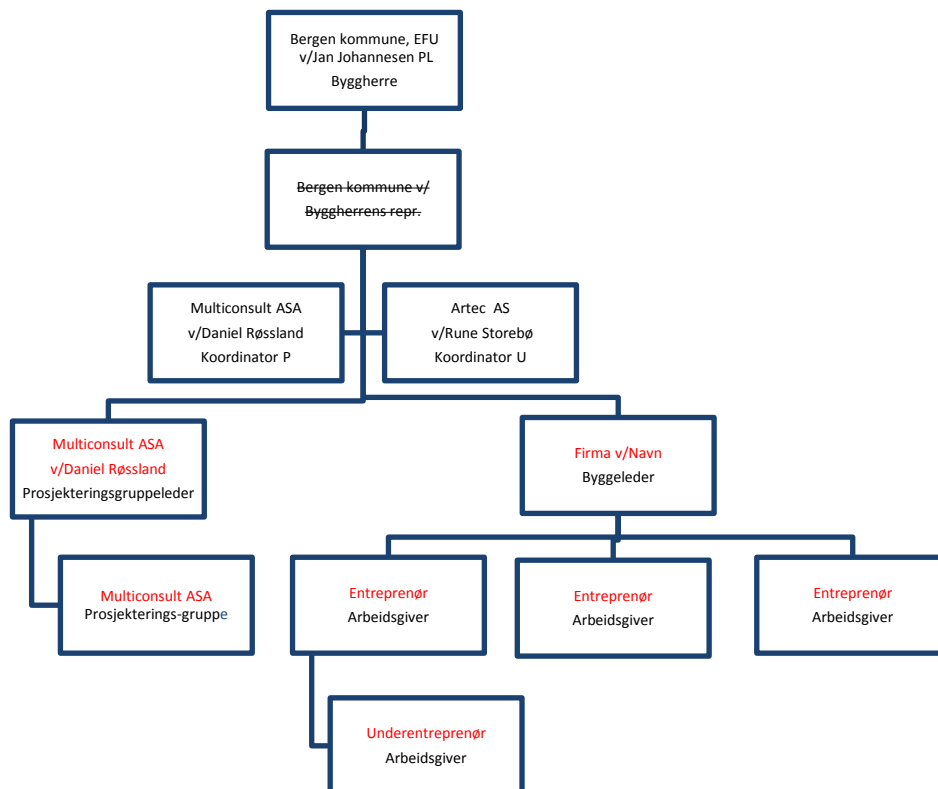 Bergen kommune, EFU
v/Jan Johannesen PL
Byggherre
Bergen kommune v/
Byggherrens repr.
Multiconsult ASA
v/Daniel Røssland
Koordinator P
Artec AS
v/Rune Storebø
Koordinator U
Multiconsult ASA
v/Daniel Røssland
Prosjekteringsgruppeleder
Firma v/Navn
Byggeleder
Multiconsult ASA
Prosjekterings-gruppe
Entreprenør
Arbeidsgiver
Entreprenør
Arbeidsgiver
Entreprenør
Arbeidsgiver
Underentreprenør
Arbeidsgiver